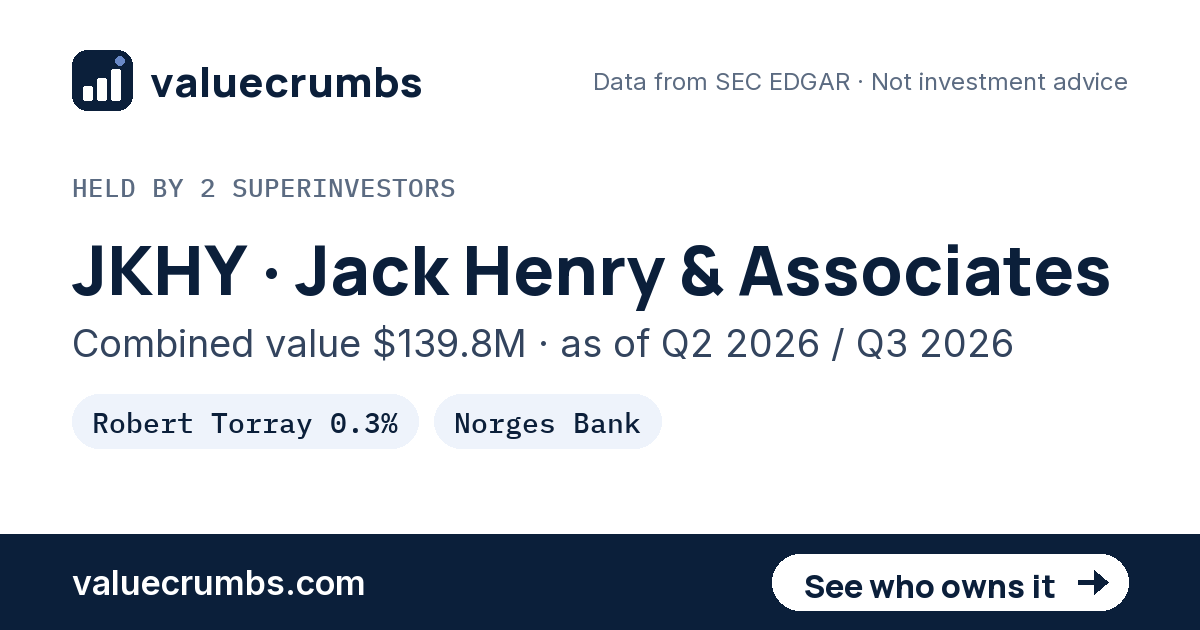 valuecrumbs
Data from SEC EDGAR · Not investment advice
HELD BY 2 SUPERINVESTORS
JKHY · Jack Henry & Associates
Combined value $139.8M · as of Q2 2026 / Q3 2026
Robert Torray 0.3%
Norges Bank
valuecrumbs.com
See who owns it →